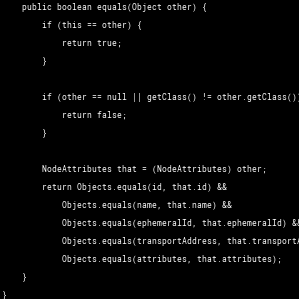 public boolean equals(Object other) {
if (this == other) {
return true;
}
if (other == null || getClass() != other.getClass())
return false;
}
NodeAttributes that = (NodeAttributes) other;
return Objects.equals(id, that.id) &&
Objects.equals(name, that.name) &&
Objects.equals(ephemeralId, that.ephemeralId) &&
Objects.equals(transportAddress, that.transportA
Objects.equals(attributes, that.attributes);
}
}